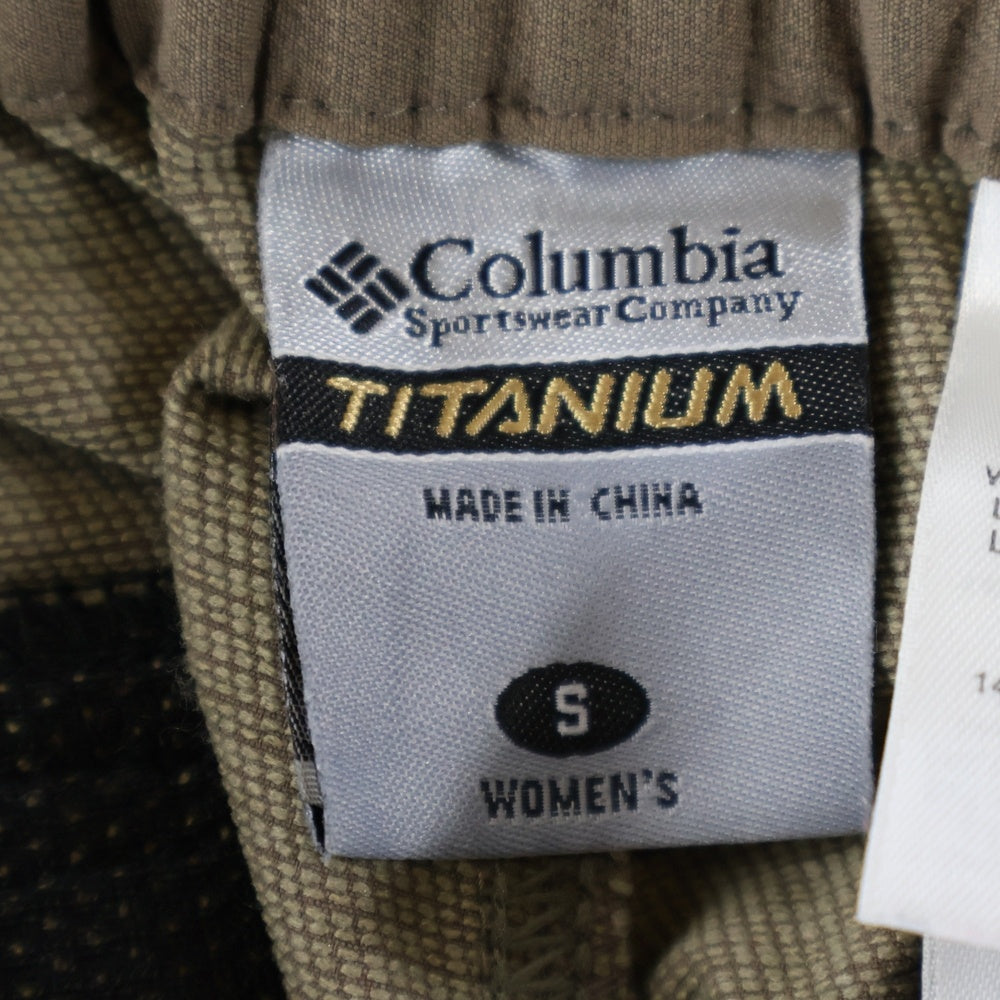 Columbia
Sportswear Company
TITANIUM
MADE IN CHINA
S
WOMEN'S